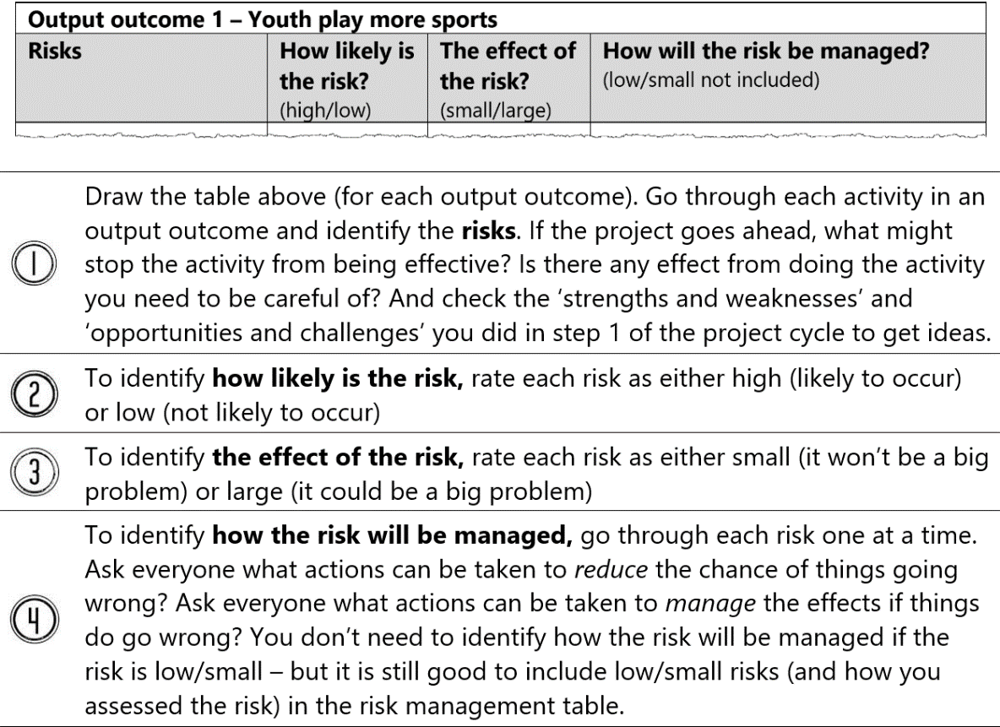 Output outcome 1 – Youth play more sports
Risks
How likely is
the risk?
(high/low)
The effect of
the risk?
(small/large)
How will the risk be managed?
(low/small not included)
1
Draw the table above (for each output outcome). Go through each activity in an
output outcome and identify the risks. If the project goes ahead, what might
stop the activity from being effective? Is there any effect from doing the activity
you need to be careful of? And check the ‘strengths and weaknesses’ and
‘opportunities and challenges’ you did in step 1 of the project cycle to get ideas.
2
To identify how likely is the risk, rate each risk as either high (likely to occur)
or low (not likely to occur)
3
To identify the effect of the risk, rate each risk as either small (it won’t be a big
problem) or large (it could be a big problem)
4
To identify how the risk will be managed, go through each risk one at a time.
Ask everyone what actions can be taken to reduce the chance of things going
wrong? Ask everyone what actions can be taken to manage the effects if things
do go wrong? You don’t need to identify how the risk will be managed if the
risk is low/small – but it is still good to include low/small risks (and how you
assessed the risk) in the risk management table.